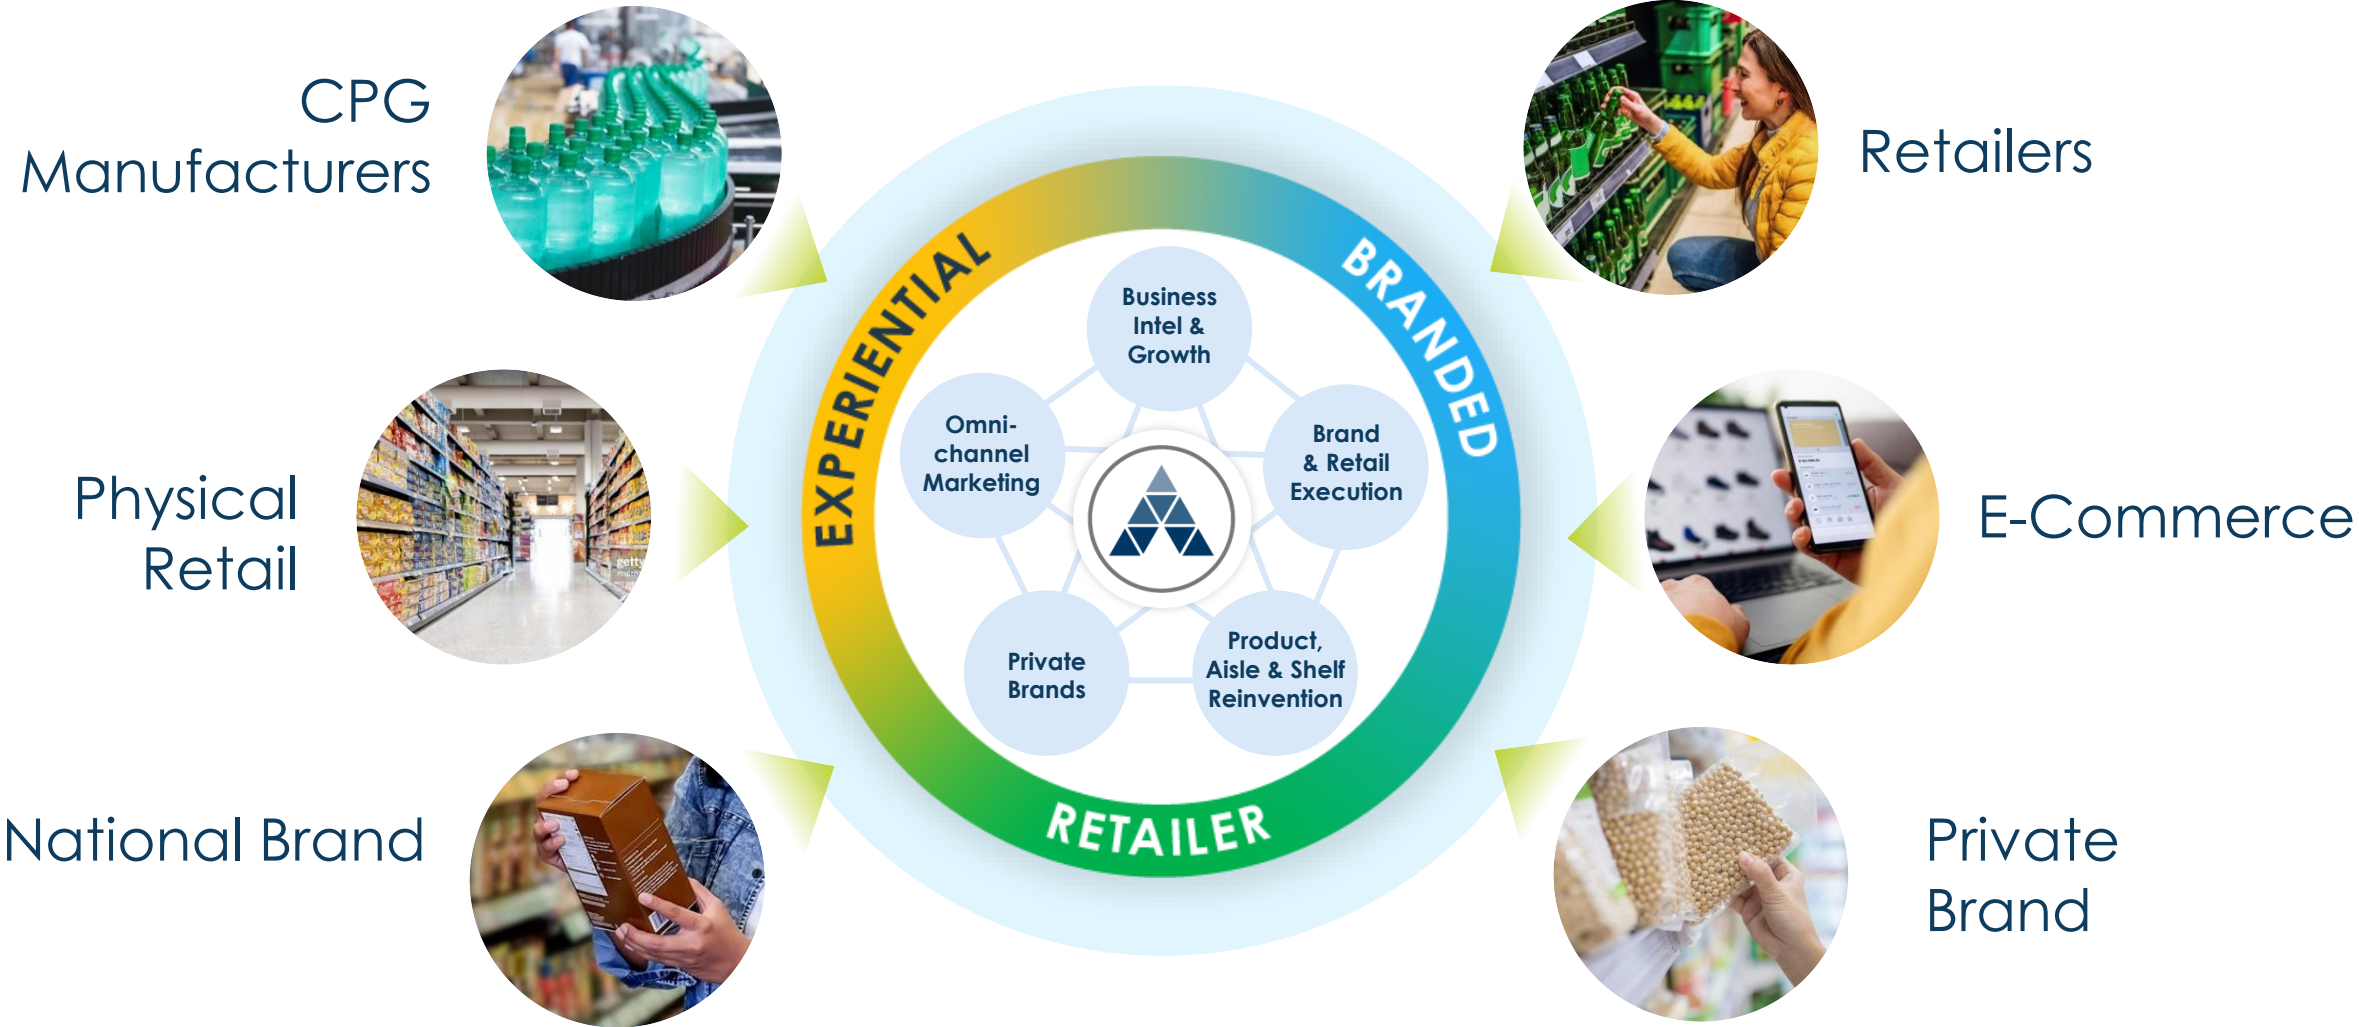 CPG
Manufacturers
Retailers
Physical
Retail
E-Commerce
National Brand
Private
Brand
EXPERIENTIAL
BRANDED
RETAILER
Business
Intel &
Growth
Omni-
channel
Marketing
Brand
& Retail
Execution
Private
Brands
Product,
Aisle & Shelf
Reinvention
getty